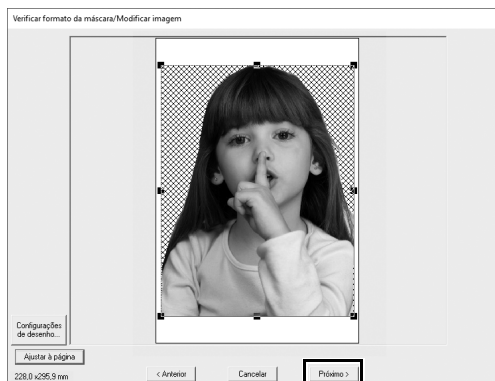 Verificar formato da máscara/Modificar imagem
Configurações
de desenho...
Ajustar à página
228,0 x295,9 mm
< Anterior
Cancelar
Próximo >